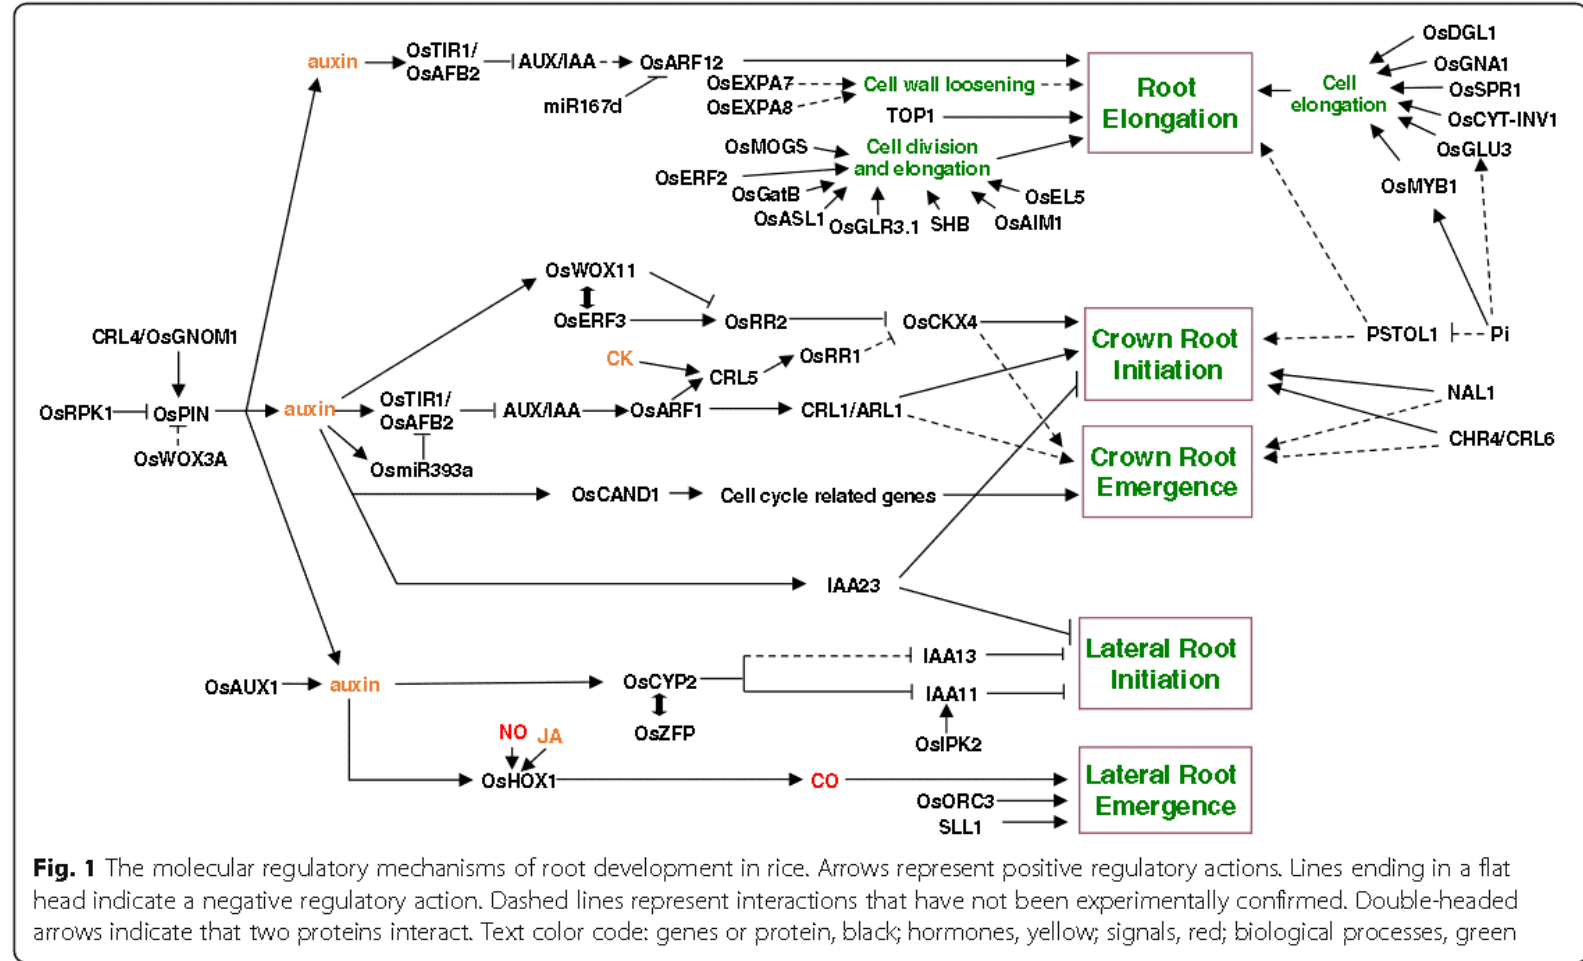 OsDGL1
auxin
OsTIR1/
OsAFB2
AUX/IAA
OsARF12
miR167d
OsEXPA7
OsEXPA8
Cell wall loosening
TOP1
Root
Elongation
Cell
elongation
OsGNA1
OsSPR1
OsCYT-INV1
OsGLU3
OsMYB1
OsMOGS
OsERF2
OsGatB
OsASL1
OsGLR3.1
SHB
OsAIM1
OsEL5
Cell division
and elongation
OsWOX11
OsERF3
OsRR2
OsCKX4
CK
CRL5
OsRR1
Crown Root
Initiation
PSTOL1
Pi
CRL4/OsGNOM1
OsRPK1
OsPIN
OsWOX3A
auxin
OsTIR1/
OsAFB2
AUX/IAA
OsARF1
CRL1/ARL1
NAL1
CHR4/CRL6
OsmiR393a
OsCAND1
Cell cycle related genes
Crown Root
Emergence
IAA23
OsAUX1
auxin
OsCYP2
OsZFP
IAA13
IAA11
OsIPK2
Lateral Root
Initiation
NO
JA
OsHOX1
CO
OsORC3
SLL1
Lateral Root
Emergence
Fig. 1 The molecular regulatory mechanisms of root development in rice. Arrows represent positive regulatory actions. Lines ending in a flat
head indicate a negative regulatory action. Dashed lines represent interactions that have not been experimentally confirmed. Double-headed
arrows indicate that two proteins interact. Text color code: genes or protein, black; hormones, yellow; signals, red; biological processes, green